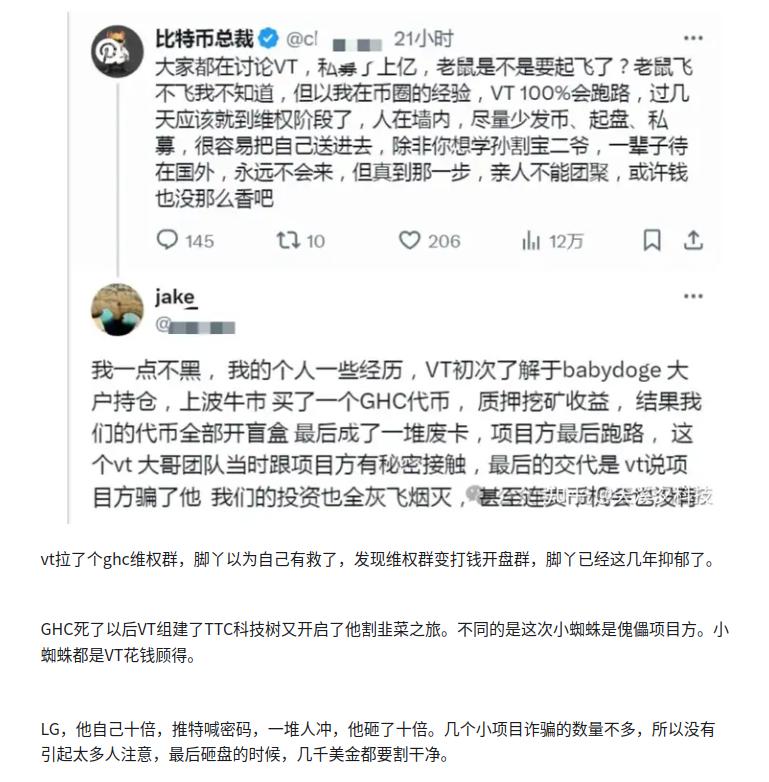 比特币总裁 @cl 21小时
大家都在讨论VT，私募了上亿，老鼠是不是要起飞了？老鼠飞
不飞我不知道，但以我在币圈的经验，VT 100%会跑路，过几
天应该就到维权阶段了，人在墙内，尽量少发币、起盘、私
募，很容易把自己送进去，除非你想学孙割宝二爷，一辈子待
在国外，永远不会来，但真到那一步，亲人不能团聚，或许钱
也没那么香吧
145 10 206 12万
jake
@
我一点不黑， 我的个人一些经历，VT初次了解于babydoge 大
户持仓，上波牛市 买了一个GHC代币， 质押挖矿收益， 结果我
们的代币全部开盲盒 最后成了一堆废卡，项目方最后跑路， 这
个vt 大哥团队当时跟项目方有秘密接触，最后的交代是 vt说项
目方骗了他 我们的投资也全灰飞烟灭， 甚至连卖币机会也没有
vt拉了个ghc维权群，脚丫以为自己有救了，发现维权群变打钱开盘群，脚丫已经这几年抑郁了。
GHC死了以后VT组建了TTC科技树又开启了他割韭菜之旅。不同的是这次小蜘蛛是傀儡项目方。小
蜘蛛都是VT花钱顾得。
LG，他自己十倍，推特喊密码，一堆人冲，他砸了十倍。几个小项目诈骗的数量不多，所以没有
引起太多人注意，最后砸盘的时候，几千美金都要割干净。